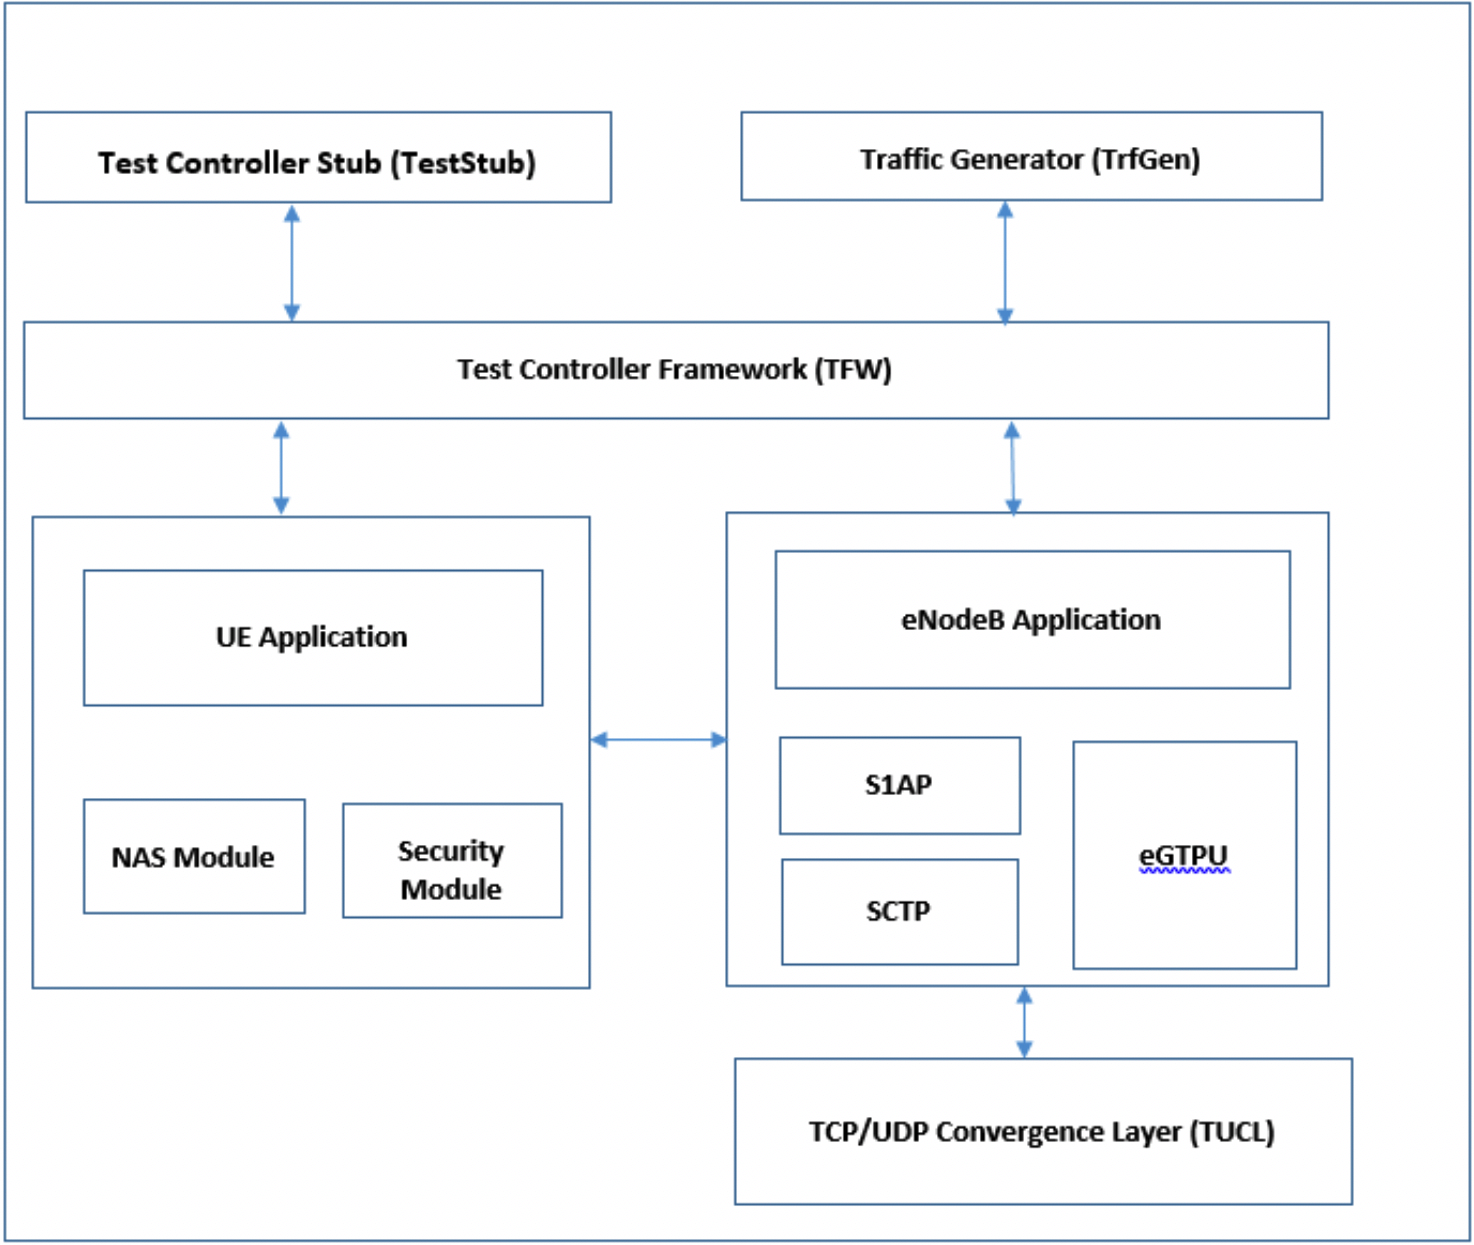 Test Controller Stub (TestStub)
Traffic Generator (TrfGen)
Test Controller Framework (TFW)
UE Application
NAS Module
Security
Module
eNodeB Application
S1AP
SCTP
eGTPU
TCP/UDP Convergence Layer (TUCL)